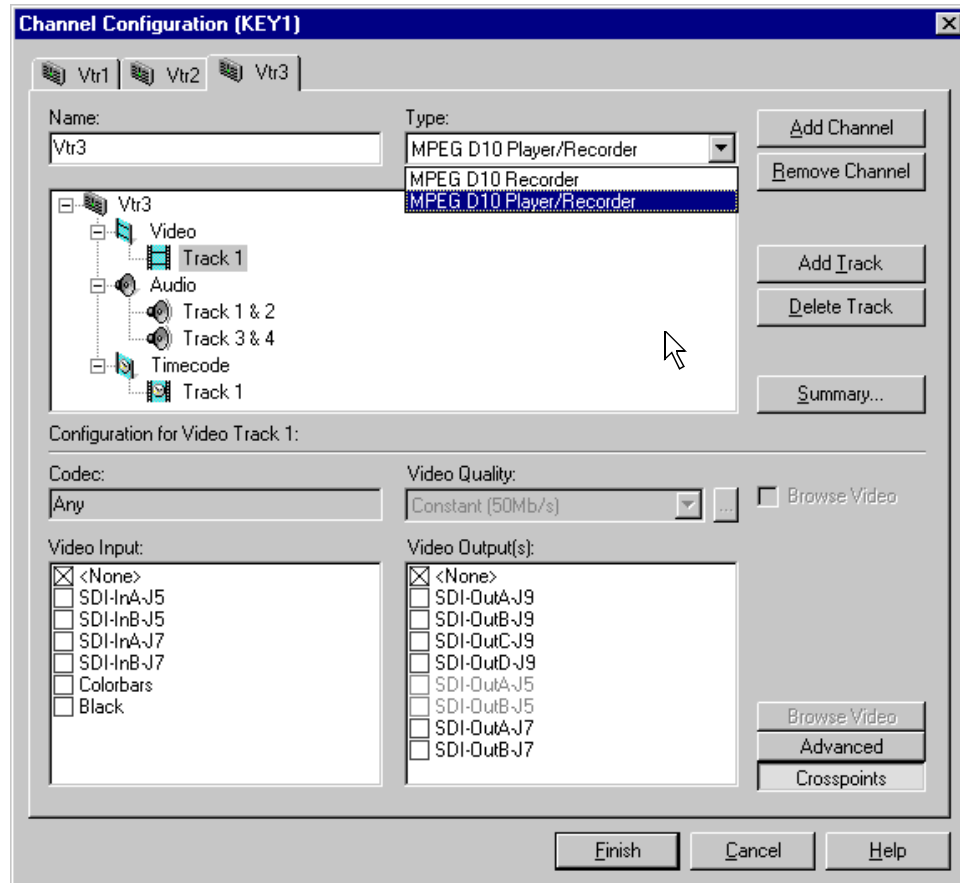 Channel Configuration (KEY1)
Vtr1 Vtr2 Vtr3
Name: Type:
Vtr3 MPEG D10 Player/Recorder
Add Channel
MPEG D10 Recorder
MPEG D10 Player/Recorder
Remove Channel
Vtr3
Video
Track 1
Audio
Track 1 & 2
Track 3 & 4
Timecode
Track 1
Add Track
Delete Track
Summary...
Configuration for Video Track 1:
Codec: Video Quality:
Any Constant (50Mb/s) ... Browse Video
Video Input:
<None>
SDI-InA-J5
SDI-InB-J5
SDI-InA-J7
SDI-InB-J7
Colorbars
Black
Video Output(s):
<None>
SDI-OutA-J9
SDI-OutB-J9
SDI-OutC-J9
SDI-OutD-J9
SDI-OutA-J5
SDI-OutB-J5
SDI-OutA-J7
SDI-OutB-J7
Browse Video
Advanced
Crosspoints
Finish Cancel Help